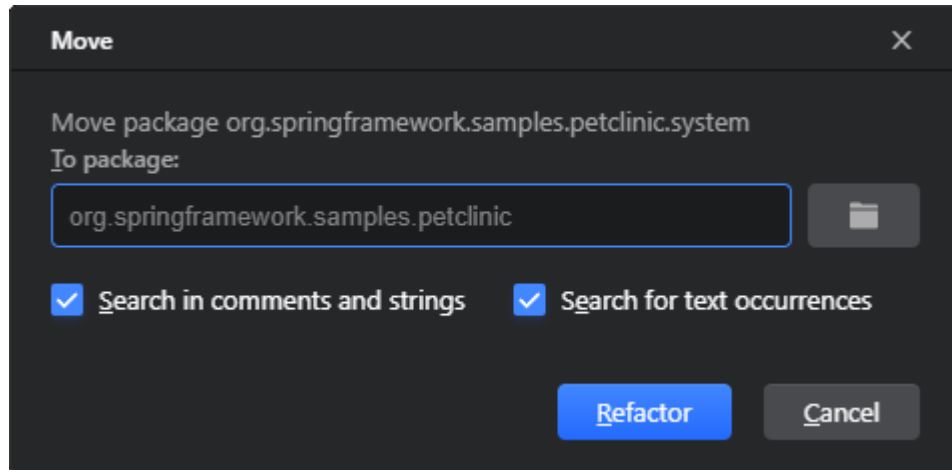 Move
Move package org.springframework.samples.petclinic.system
To package:
org.springframework.samples.petclinic
Search in comments and strings
Search for text occurrences
Refactor
Cancel